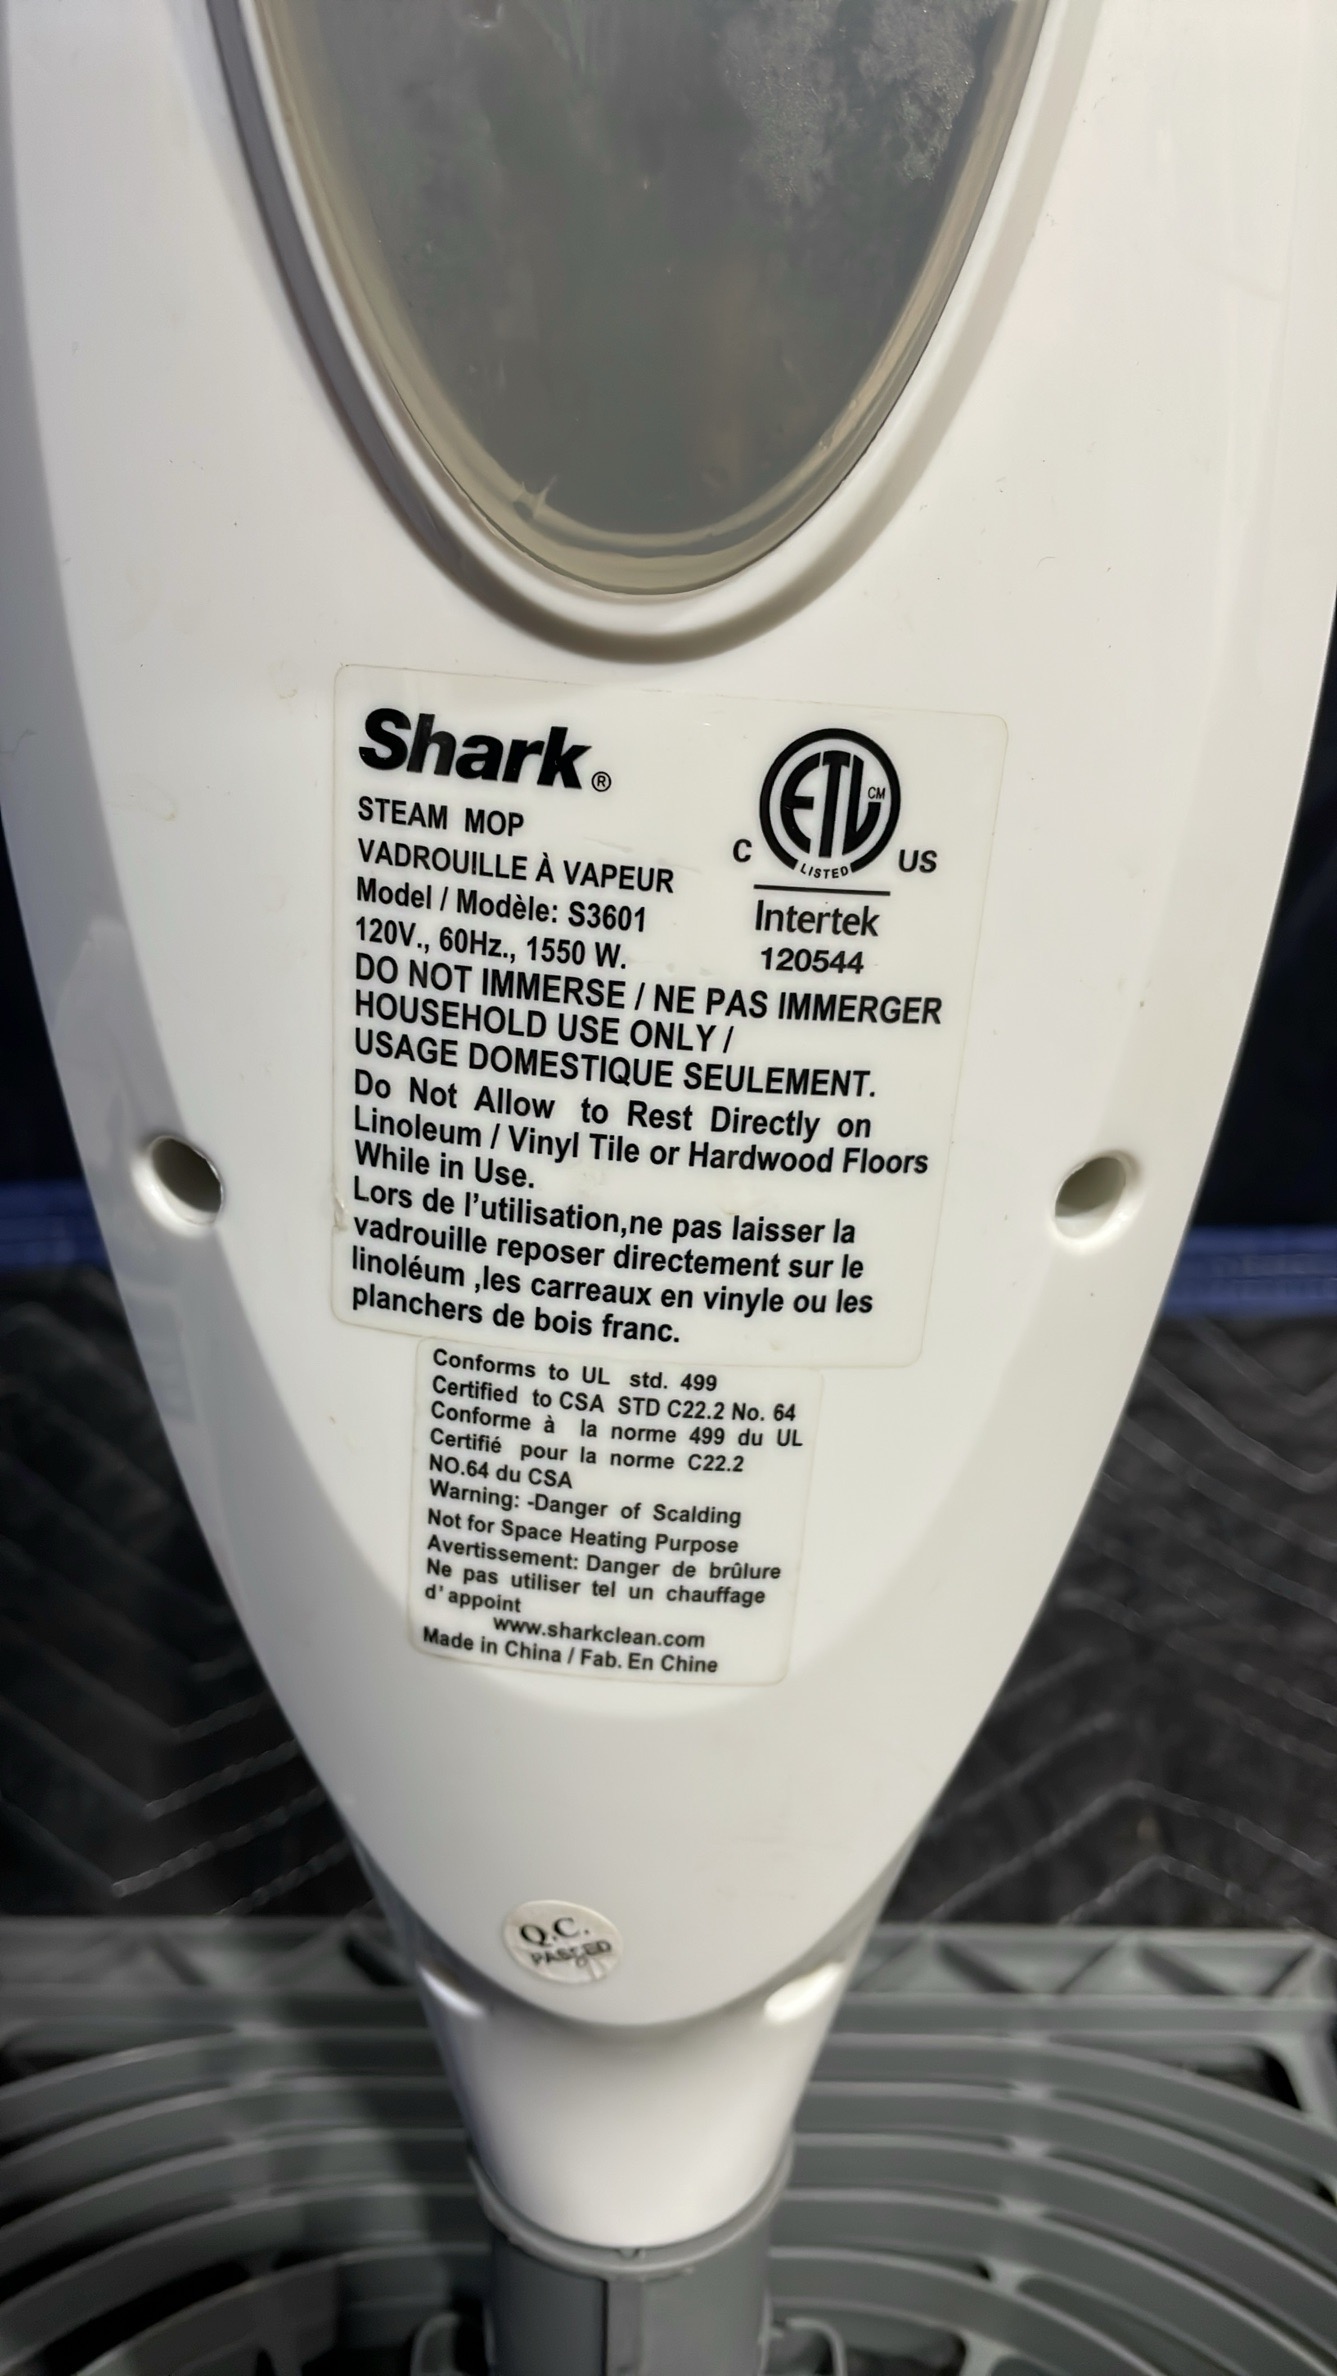 Shark®
STEAM MOP
VADROUILLE À VAPEUR
Model / Modèle: S3601
120V., 60Hz., 1550 W.
ETL CM
LISTED
C US
Intertek
120544
DO NOT IMMERSE / NE PAS IMMERGER
HOUSEHOLD USE ONLY /
USAGE DOMESTIQUE SEULEMENT.
Do Not Allow to Rest Directly on
Linoleum / Vinyl Tile or Hardwood Floors
While in Use.
Lors de l'utilisation,ne pas laisser la
vadrouille reposer directement sur le
linoléum ,les carreaux en vinyle ou les
planchers de bois franc.
Conforms to UL std. 499
Certified to CSA STD C22.2 No. 64
Conforme à la norme 499 du UL
Certifié pour la norme C22.2
NO.64 du CSA
Warning: -Danger of Scalding
Not for Space Heating Purpose
Avertissement: Danger de brûlure
Ne pas utiliser tel un chauffage
d'appoint
www.sharkclean.com
Made in China / Fab. En Chine
Q.C.
PASSED